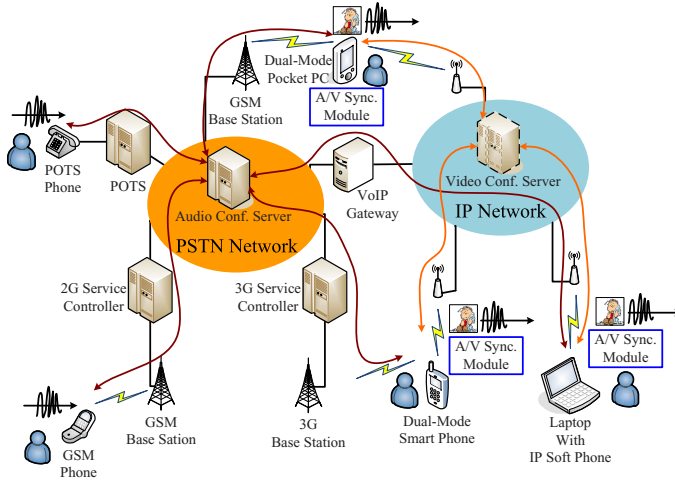 Dual-Mode
Pocket PC
GSM
Base Station
A/V Sync.
Module
POTS
Phone
POTS
Audio Conf. Server
PSTN Network
VoIP
Gateway
Video Conf. Server
IP Network
2G Service
Controller
3G Service
Controller
A/V Sync.
Module
A/V Sync.
Module
GSM
Phone
GSM
Base Sation
3G
Base Station
Dual-Mode
Smart Phone
Laptop
With
IP Soft Phone